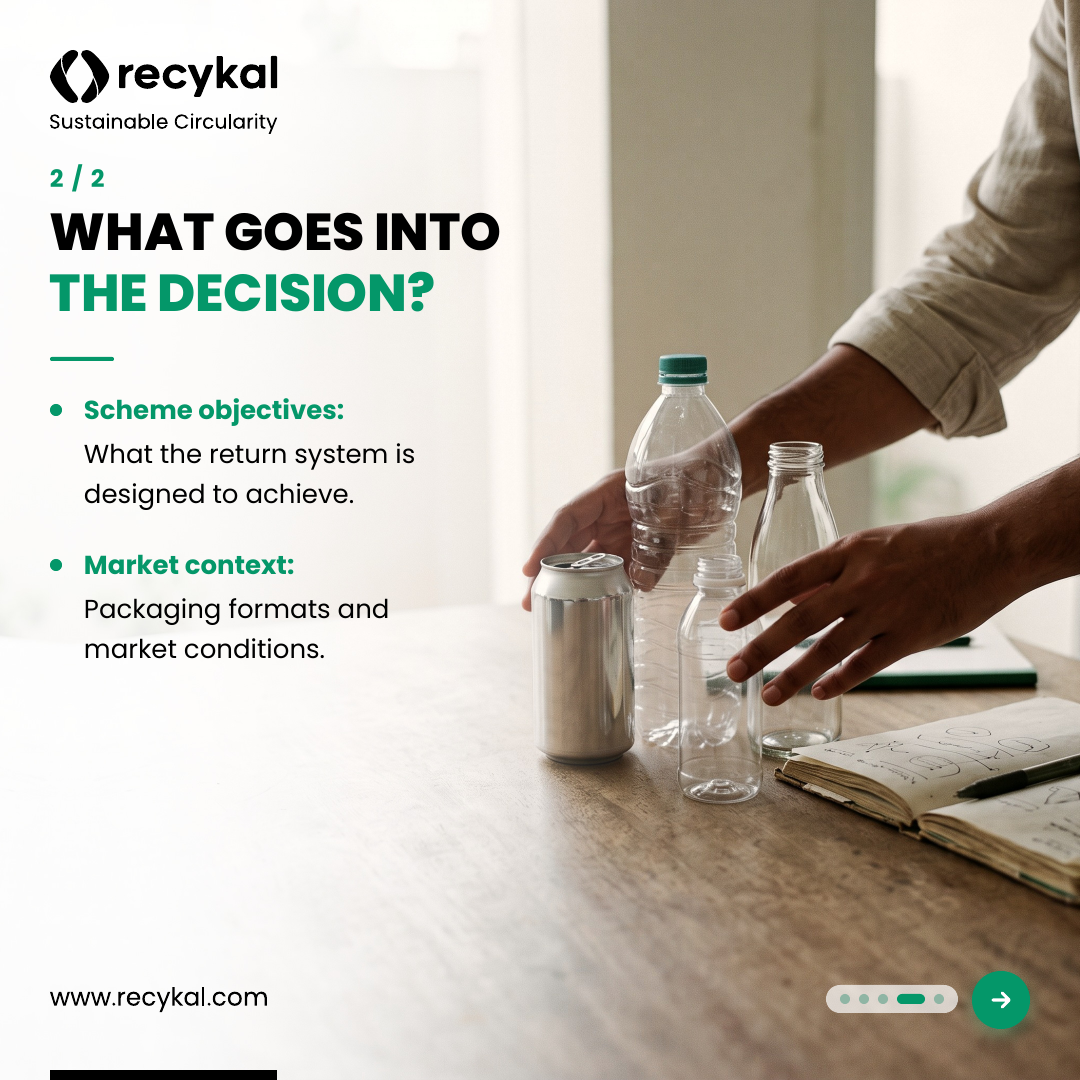 recykal
Sustainable Circularity
2 / 2
WHAT GOES INTO
THE DECISION?
Scheme objectives:
What the return system is
designed to achieve.
Market context:
Packaging formats and
market conditions.
www.recykal.com